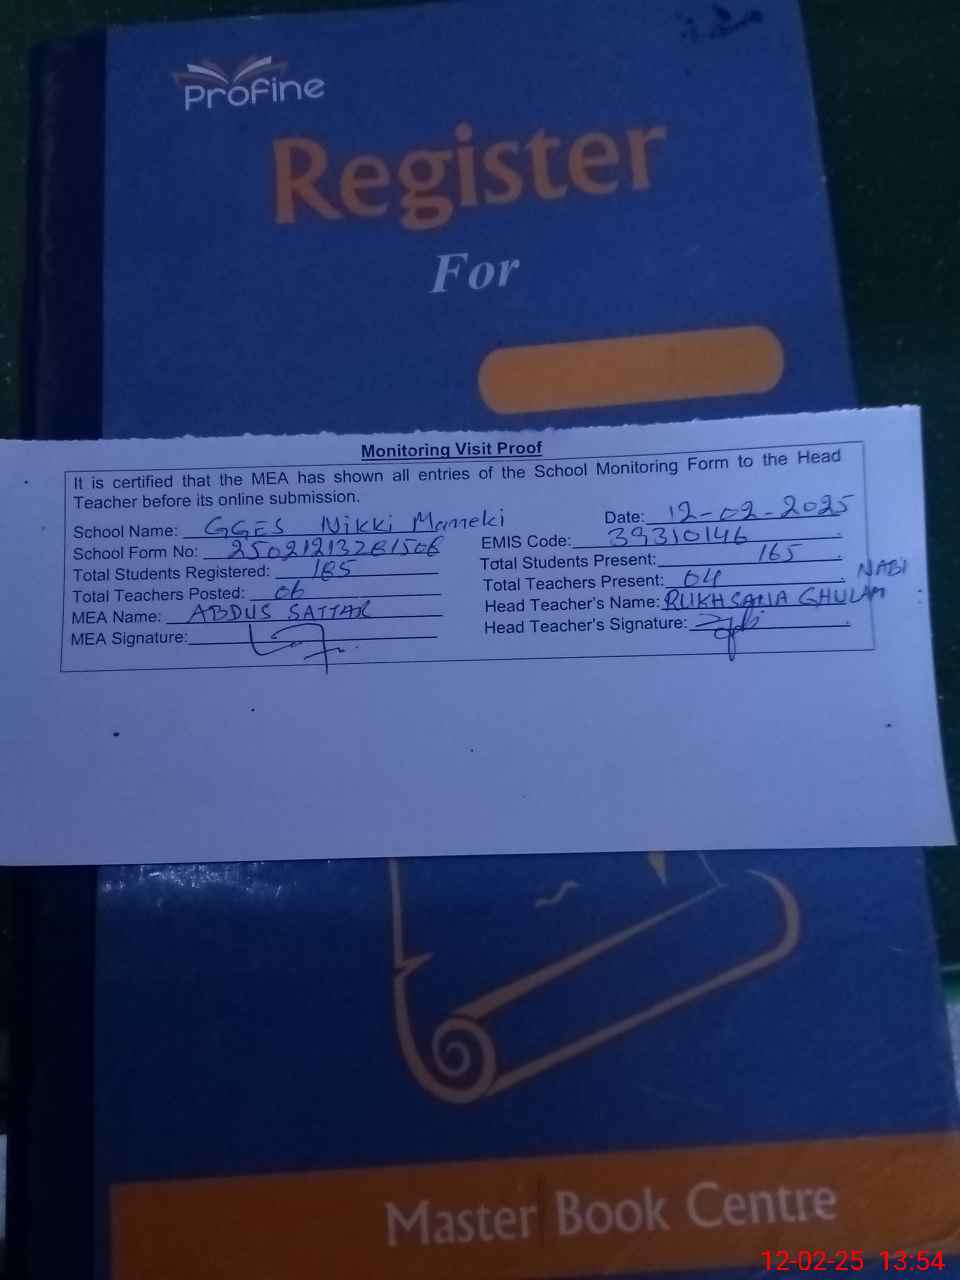 Profine
Register
For
Monitoring Visit Proof
It is certified that the MEA has shown all entries of the School Monitoring Form to the Head
Teacher before its online submission.
School Name: GGES Nikki Mameki Date: 12-02-2025
School Form No: EMIS Code: 39310146
Total Students Registered: Total Students Present: 165
Total Teachers Posted: 06 Total Teachers Present: 04
MEA Name: ABDUS SATTAR Head Teacher's Name: RUKHSANA GHULAM NABI
MEA Signature: Head Teacher's Signature:
Master Book Centre
12-02-25 13:54